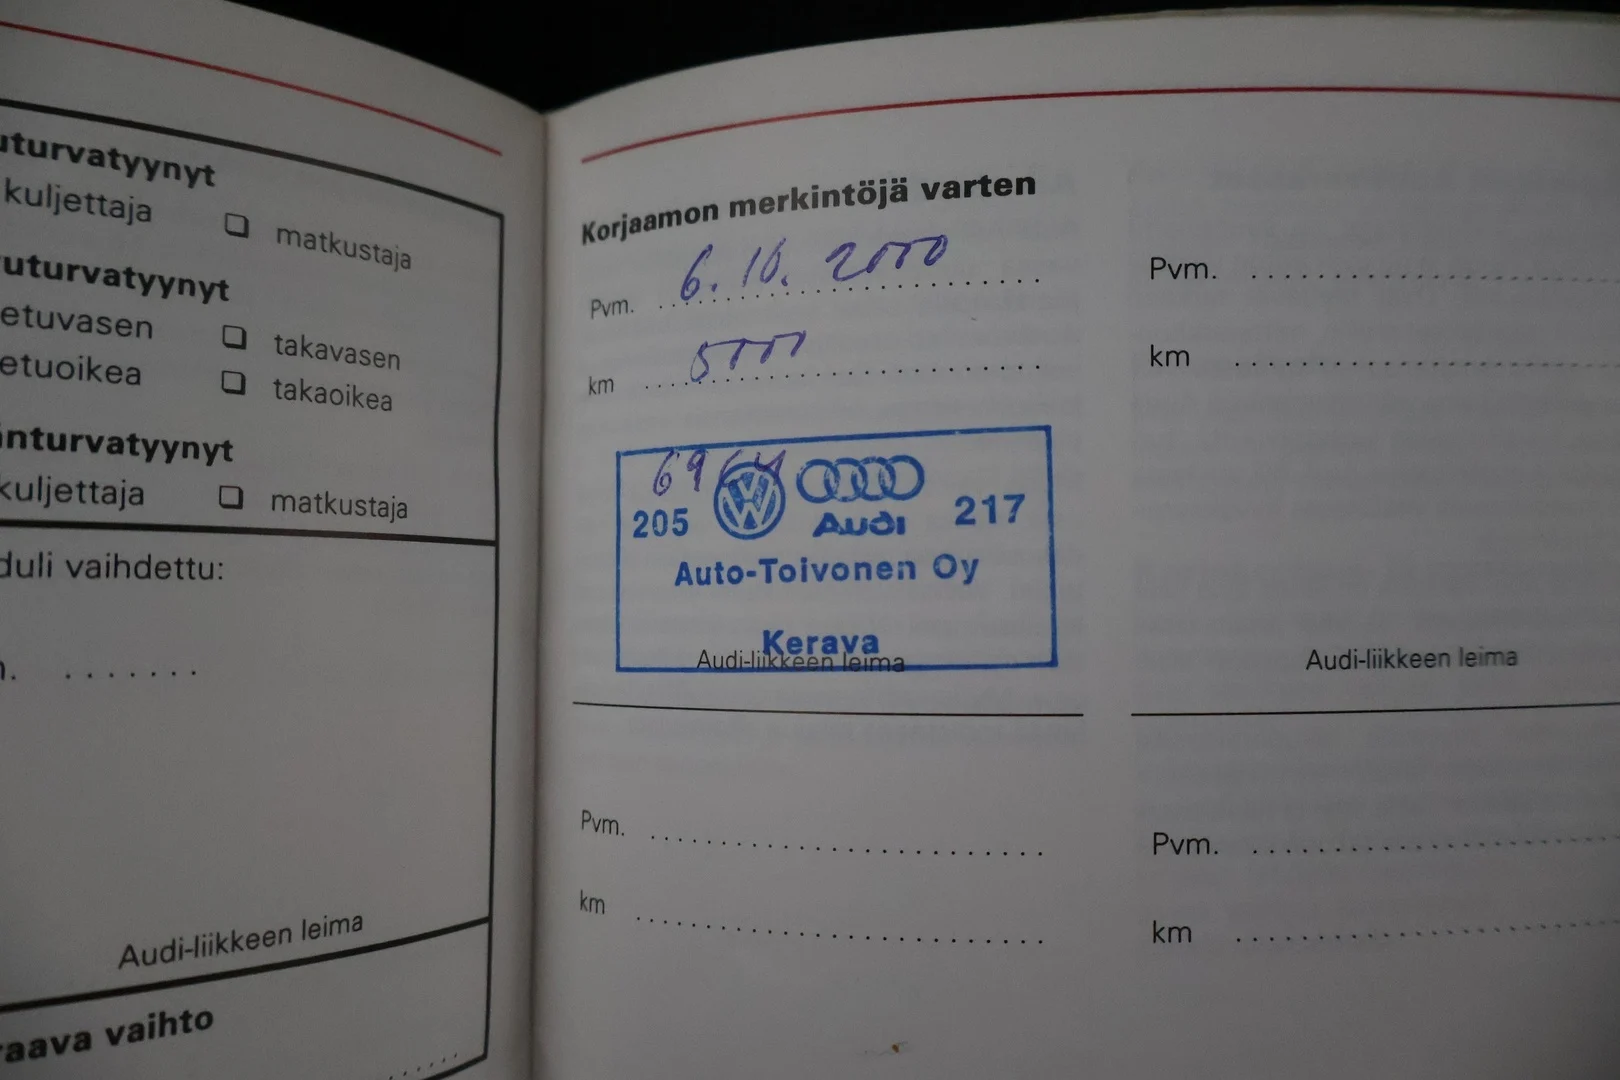 uturvatyynyt
kuljettaja ❏ matkustaja
uturvatyynyt
etuvasen ❏ takavasen
etuoikea ❏ takaoikea
nturvatyynyt
kuljettaja ❏ matkustaja
duli vaihdettu:
Audi-liikkeen leima
raava vaihto
Korjaamon merkintöjä varten
Pvm. 6.10.2000
km 5000
6964
205 VW Audi 217
Auto-Toivonen Oy
Kerava
Audi-liikkeen leima
Pvm.
km
Pvm.
km
Audi-liikkeen leima
Pvm.
km